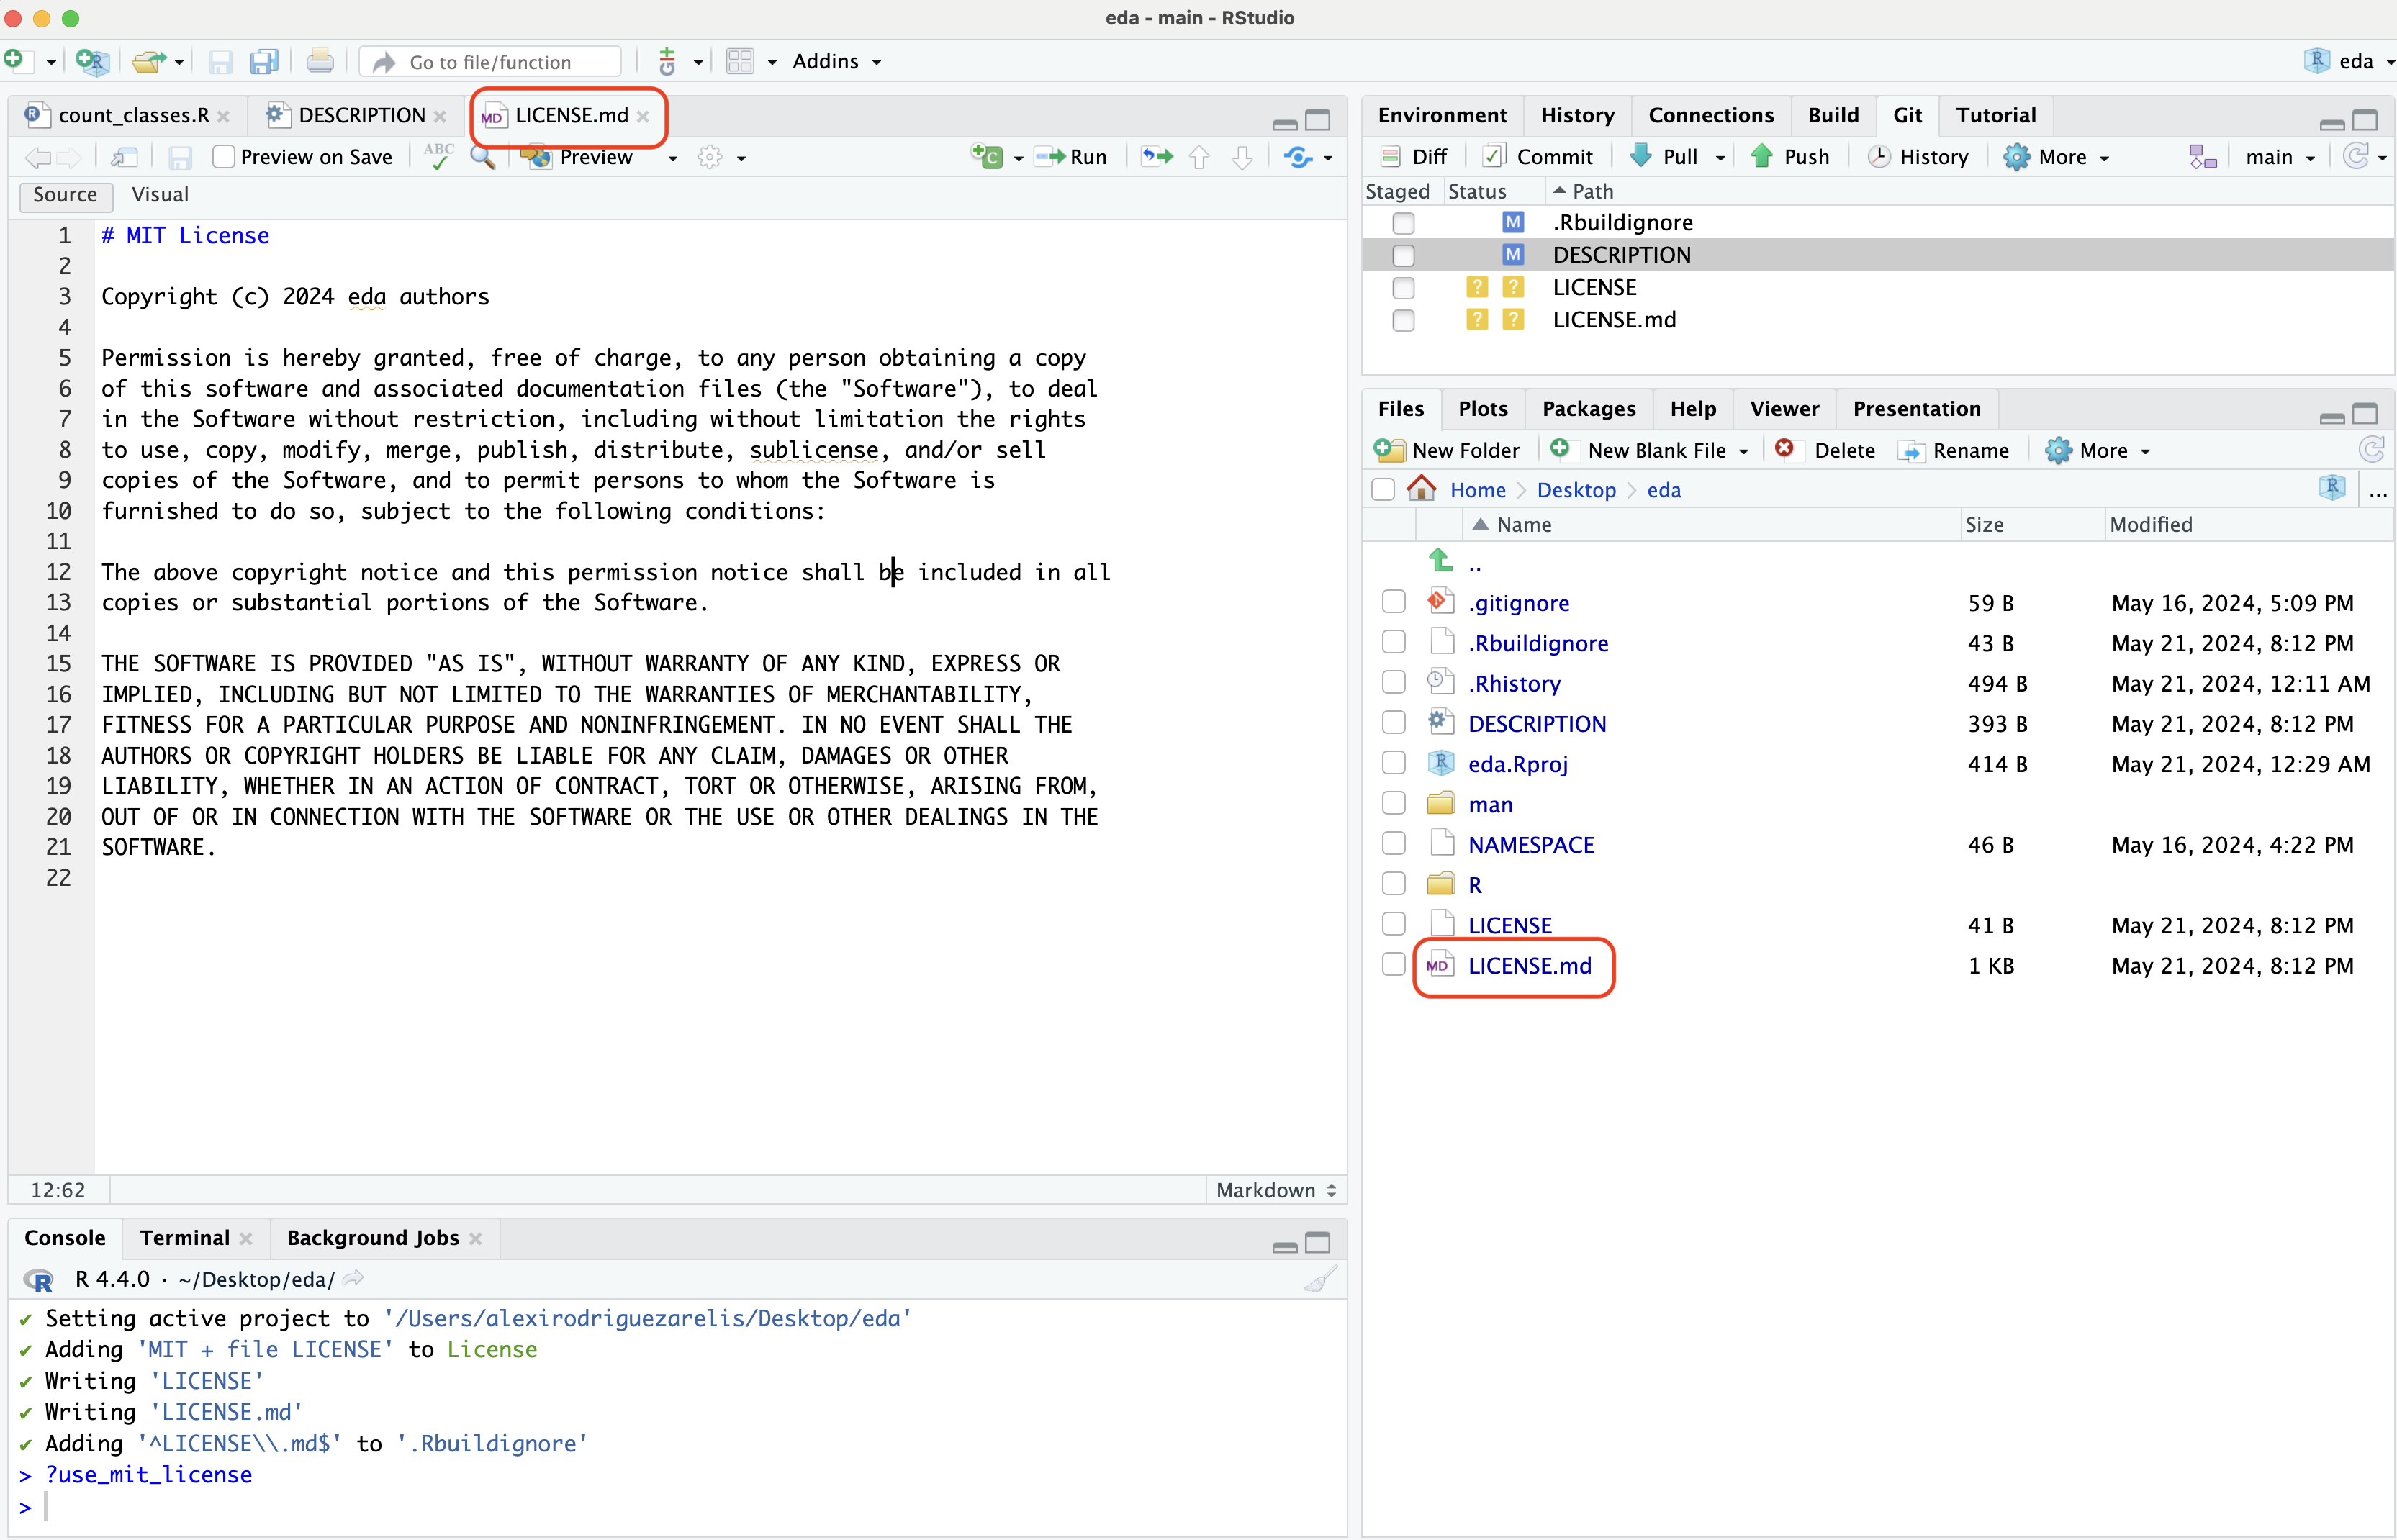 eda - main - RStudio
Go to file/function
Addins
eda
count_classes.R
DESCRIPTION
MD LICENSE.md
Preview on Save
ABC
Preview
Run
Source
Visual
1 # MIT License
2
3 Copyright (c) 2024 eda authors
4
5 Permission is hereby granted, free of charge, to any person obtaining a copy
6 of this software and associated documentation files (the "Software"), to deal
7 in the Software without restriction, including without limitation the rights
8 to use, copy, modify, merge, publish, distribute, sublicense, and/or sell
9 copies of the Software, and to permit persons to whom the Software is
10 furnished to do so, subject to the following conditions:
11
12 The above copyright notice and this permission notice shall be included in all
13 copies or substantial portions of the Software.
14
15 THE SOFTWARE IS PROVIDED "AS IS", WITHOUT WARRANTY OF ANY KIND, EXPRESS OR
16 IMPLIED, INCLUDING BUT NOT LIMITED TO THE WARRANTIES OF MERCHANTABILITY,
17 FITNESS FOR A PARTICULAR PURPOSE AND NONINFRINGEMENT. IN NO EVENT SHALL THE
18 AUTHORS OR COPYRIGHT HOLDERS BE LIABLE FOR ANY CLAIM, DAMAGES OR OTHER
19 LIABILITY, WHETHER IN AN ACTION OF CONTRACT, TORT OR OTHERWISE, ARISING FROM,
20 OUT OF OR IN CONNECTION WITH THE SOFTWARE OR THE USE OR OTHER DEALINGS IN THE
21 SOFTWARE.
22
12:62
Markdown
Console
Terminal
Background Jobs
R 4.4.0 · ~/Desktop/eda/
✔ Setting active project to '/Users/alexirodriguezarelis/Desktop/eda'
✔ Adding 'MIT + file LICENSE' to License
✔ Writing 'LICENSE'
✔ Writing 'LICENSE.md'
✔ Adding '^LICENSE\\.md$' to '.Rbuildignore'
> ?use_mit_license
>
Environment
History
Connections
Build
Git
Tutorial
Diff
Commit
Pull
Push
History
More
main
Staged Status Path
M .Rbuildignore
M DESCRIPTION
? ? LICENSE
? ? LICENSE.md
Files
Plots
Packages
Help
Viewer
Presentation
New Folder
New Blank File
Delete
Rename
More
Home > Desktop > eda
...
Name Size Modified
..
.gitignore 59 B May 16, 2024, 5:09 PM
.Rbuildignore 43 B May 21, 2024, 8:12 PM
.Rhistory 494 B May 21, 2024, 12:11 AM
DESCRIPTION 393 B May 21, 2024, 8:12 PM
eda.Rproj 414 B May 21, 2024, 12:29 AM
man
NAMESPACE 46 B May 16, 2024, 4:22 PM
R
LICENSE 41 B May 21, 2024, 8:12 PM
MD LICENSE.md 1 KB May 21, 2024, 8:12 PM